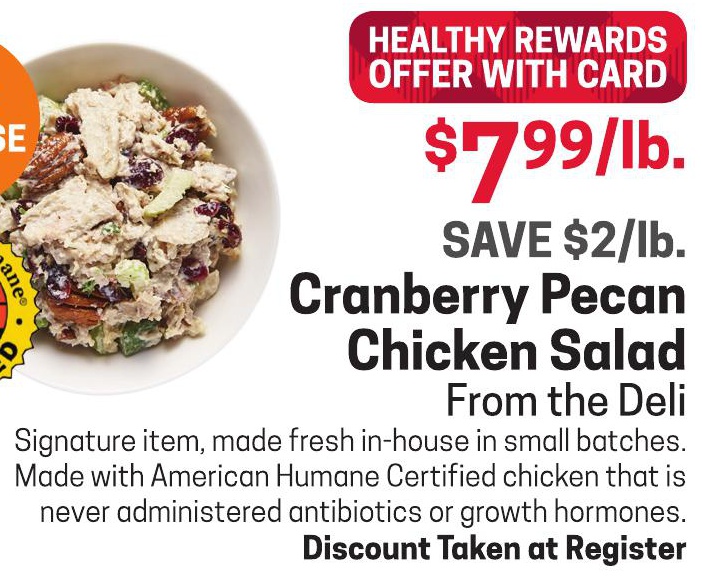 HEALTHY REWARDS
OFFER WITH CARD
$7.99/lb.
SAVE $2/lb.
Cranberry Pecan
Chicken Salad
From the Deli
Signature item, made fresh in-house in small batches.
Made with American Humane Certified chicken that is
never administered antibiotics or growth hormones.
Discount Taken at Register
SE
ane®
D